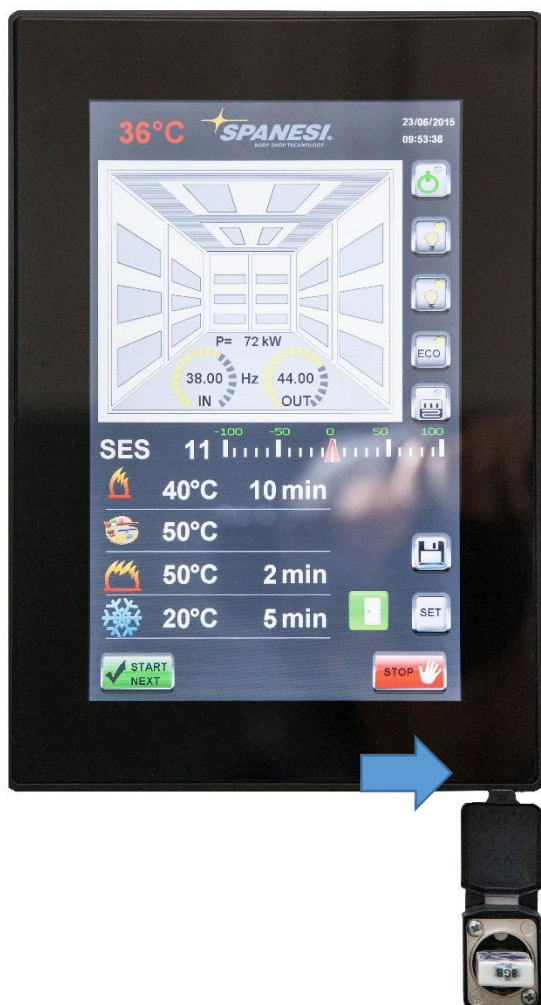 36°C
SPANESI.
BODY SHOP TECHNOLOGY
23/06/2015
09:53:38
P= 72 kW
38.00 Hz 44.00
IN OUT
ECO
-100 -50 0 50 100
SES 11
40°C 10 min
50°C
50°C 2 min
20°C 5 min
SET
START
NEXT
STOP
8GB